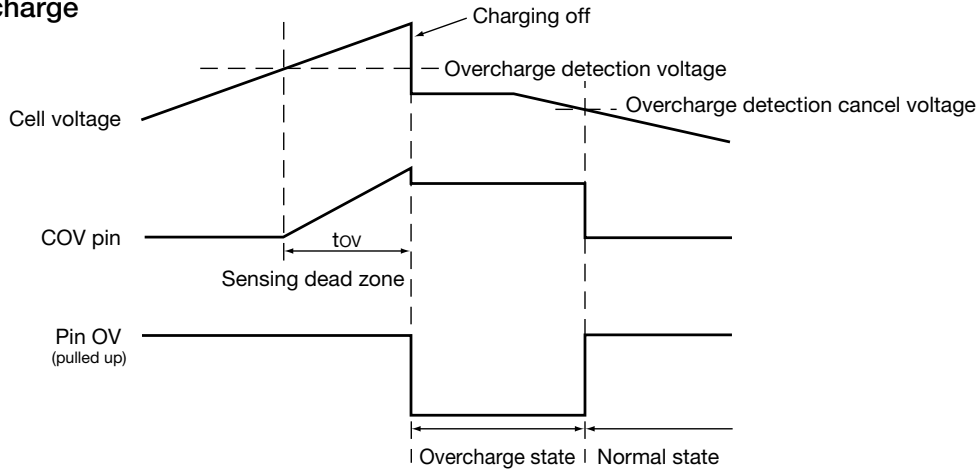 charge
Charging off
Overcharge detection voltage
Cell voltage
Overcharge detection cancel voltage
COV pin
tOV
Sensing dead zone
Pin OV
(pulled up)
Overcharge state
Normal state